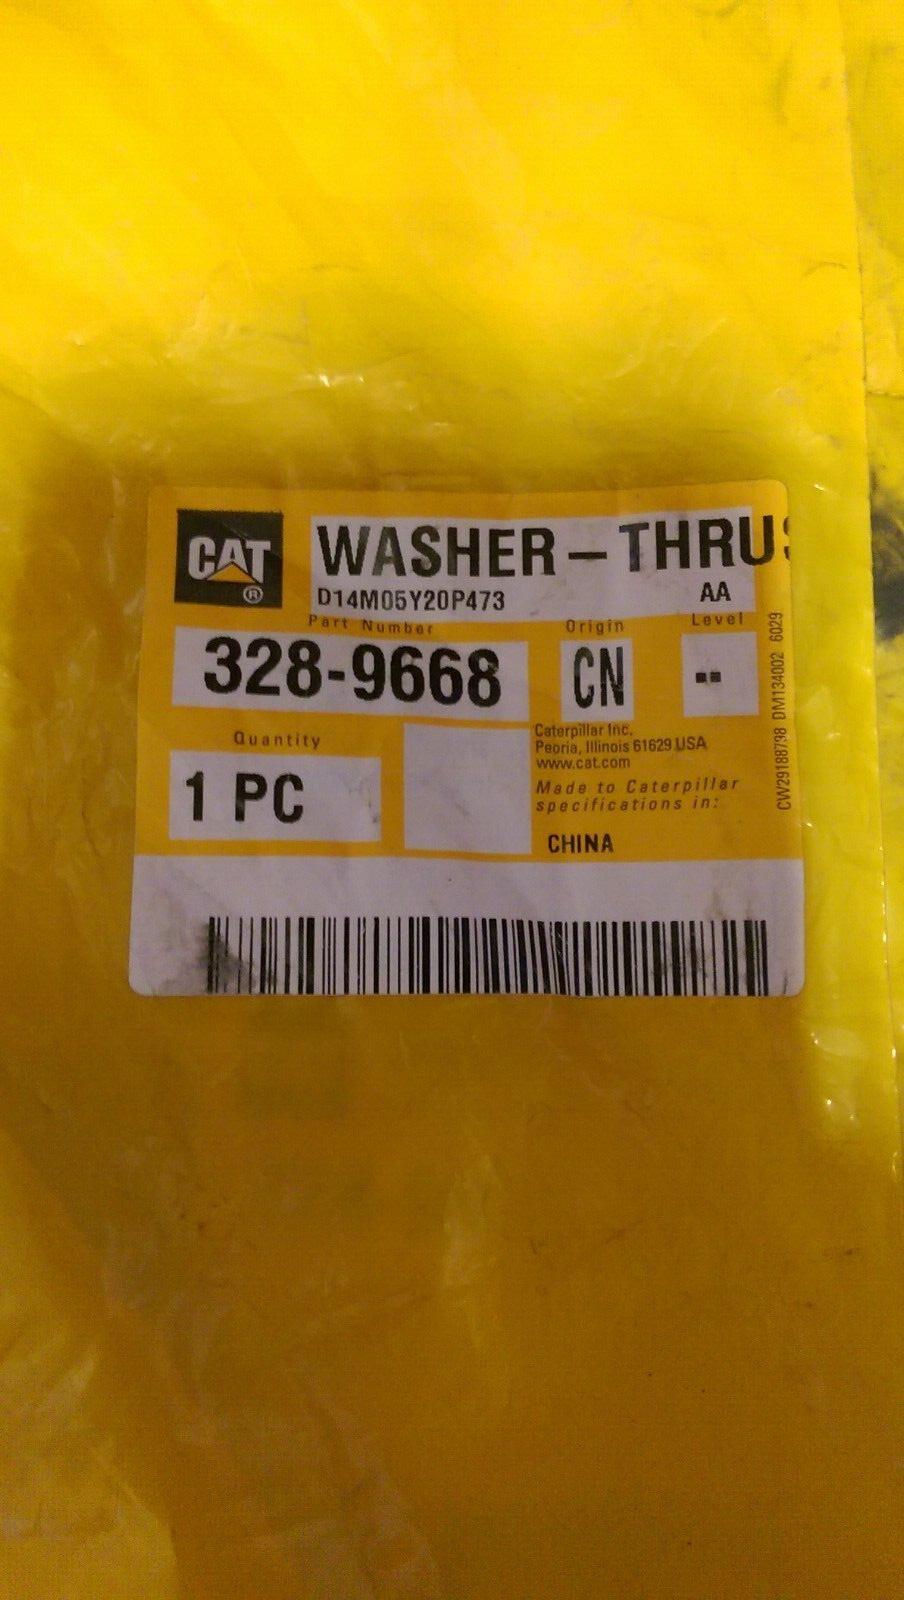 CAT®
WASHER-THRUS
D14M05Y20P473 AA
Part Number Origin Level
328-9668 CN --
Quantity
1 PC
Caterpillar Inc.
Peoria, Illinois 61629 USA
www.cat.com
Made to Caterpillar
specifications in:
CHINA
CW29188738 DM134002 6029